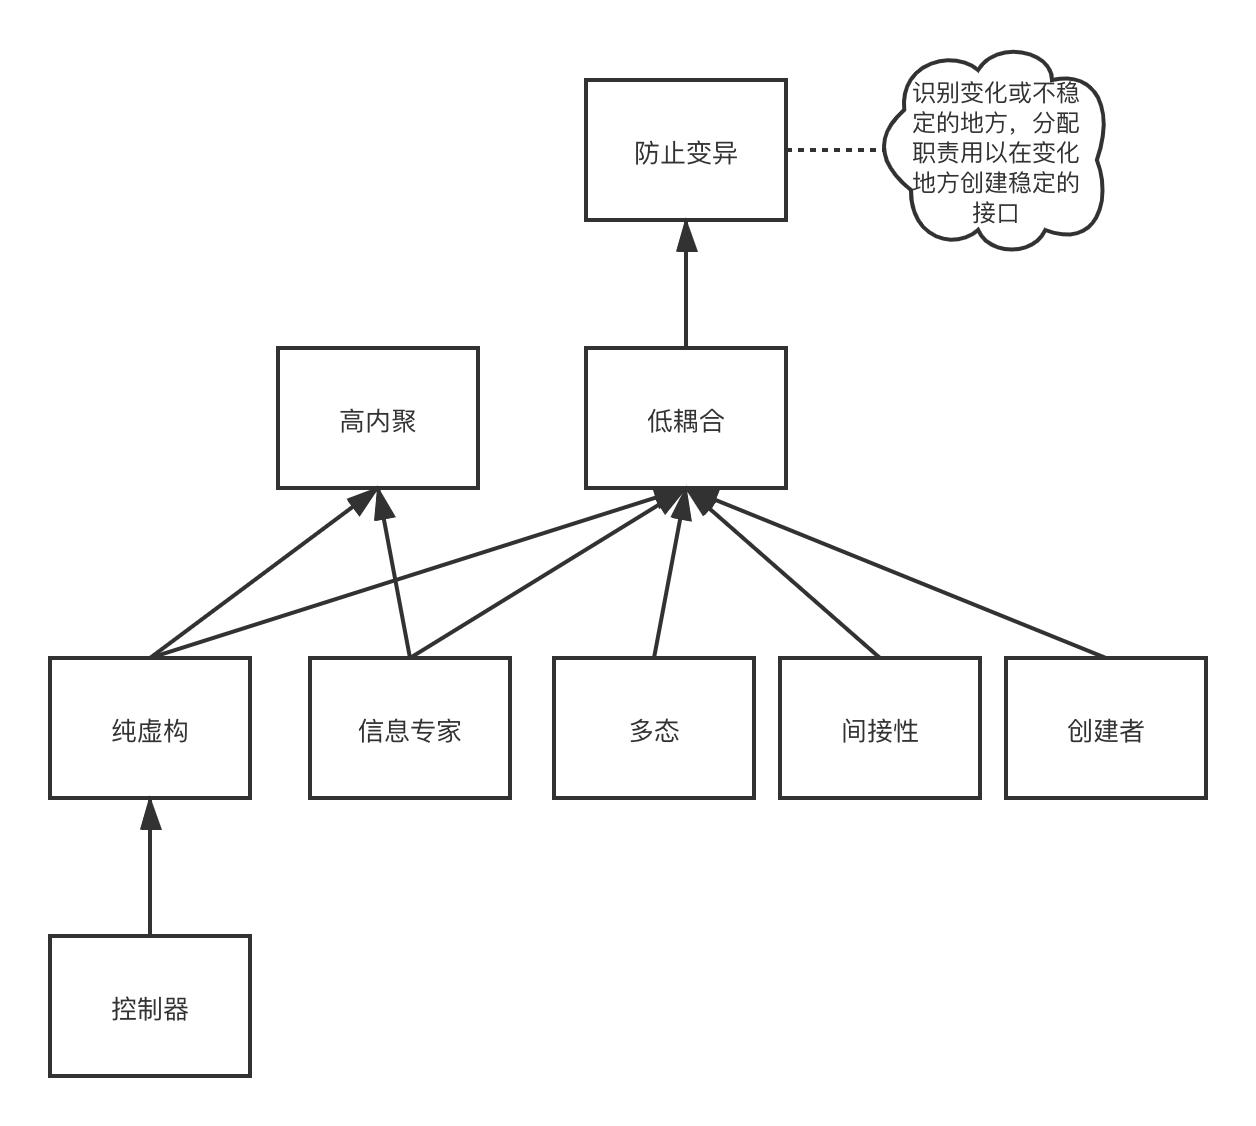 防止变异
识别变化或不稳
定的地方，分配
职责用以在变化
地方创建稳定的
接口
高内聚
低耦合
纯虚构
信息专家
多态
间接性
创建者
控制器